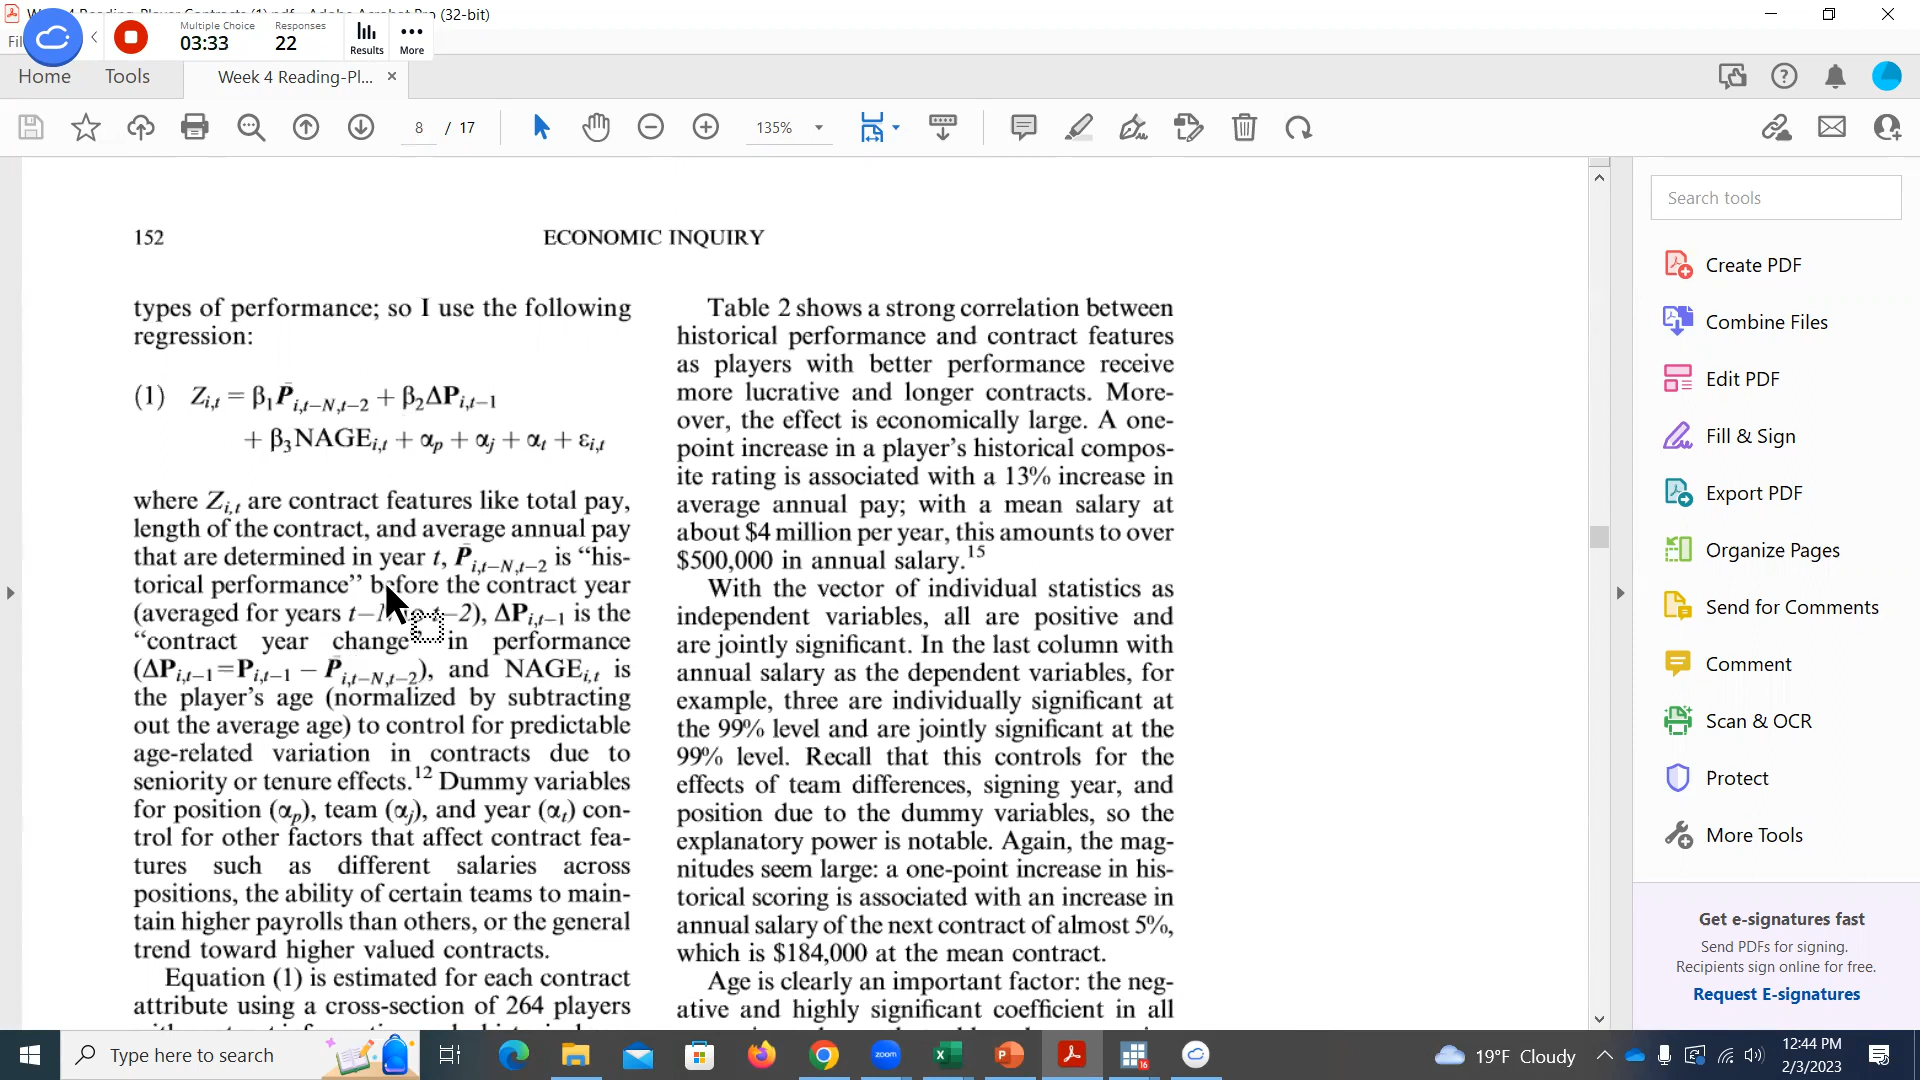 (32-bit)
Multiple Choice
03:33
Responses
22
Results
More
Home
Tools
Week 4 Reading-Pl...
8 / 17
135%
152
ECONOMIC INQUIRY
types of performance; so I use the following
regression:
(1) Z_{i,t} = β₁P̄_{i,t−N,t−2} + β₂ΔP_{i,t−1}
+ β₃NAGE_{i,t} + α_p + α_j + α_t + ε_{i,t}
where Z_{i,t} are contract features like total pay,
length of the contract, and average annual pay
that are determined in year t, P̄_{i,t−N,t−2} is “his-
torical performance” before the contract year
(averaged for years t− −2), ΔP_{i,t−1} is the
“contract year change in performance
(ΔP_{i,t−1}=P_{i,t−1} − P̄_{i,t−N,t−2}), and NAGE_{i,t} is
the player’s age (normalized by subtracting
out the average age) to control for predictable
age-related variation in contracts due to
seniority or tenure effects.¹² Dummy variables
for position (α_p), team (α_j), and year (α_t) con-
trol for other factors that affect contract fea-
tures such as different salaries across
positions, the ability of certain teams to main-
tain higher payrolls than others, or the general
trend toward higher valued contracts.
Equation (1) is estimated for each contract
attribute using a cross-section of 264 players
Table 2 shows a strong correlation between
historical performance and contract features
as players with better performance receive
more lucrative and longer contracts. More-
over, the effect is economically large. A one-
point increase in a player’s historical compos-
ite rating is associated with a 13% increase in
average annual pay; with a mean salary at
about $4 million per year, this amounts to over
$500,000 in annual salary.¹⁵
With the vector of individual statistics as
independent variables, all are positive and
are jointly significant. In the last column with
annual salary as the dependent variables, for
example, three are individually significant at
the 99% level and are jointly significant at the
99% level. Recall that this controls for the
effects of team differences, signing year, and
position due to the dummy variables, so the
explanatory power is notable. Again, the mag-
nitudes seem large: a one-point increase in his-
torical scoring is associated with an increase in
annual salary of the next contract of almost 5%,
which is $184,000 at the mean contract.
Age is clearly an important factor: the neg-
ative and highly significant coefficient in all
Search tools
Create PDF
Combine Files
Edit PDF
Fill & Sign
Export PDF
Organize Pages
Send for Comments
Comment
Scan & OCR
Protect
More Tools
Get e-signatures fast
Send PDFs for signing.
Recipients sign online for free.
Request E-signatures
Type here to search
zoom
16
19°F Cloudy
12:44 PM
2/3/2023